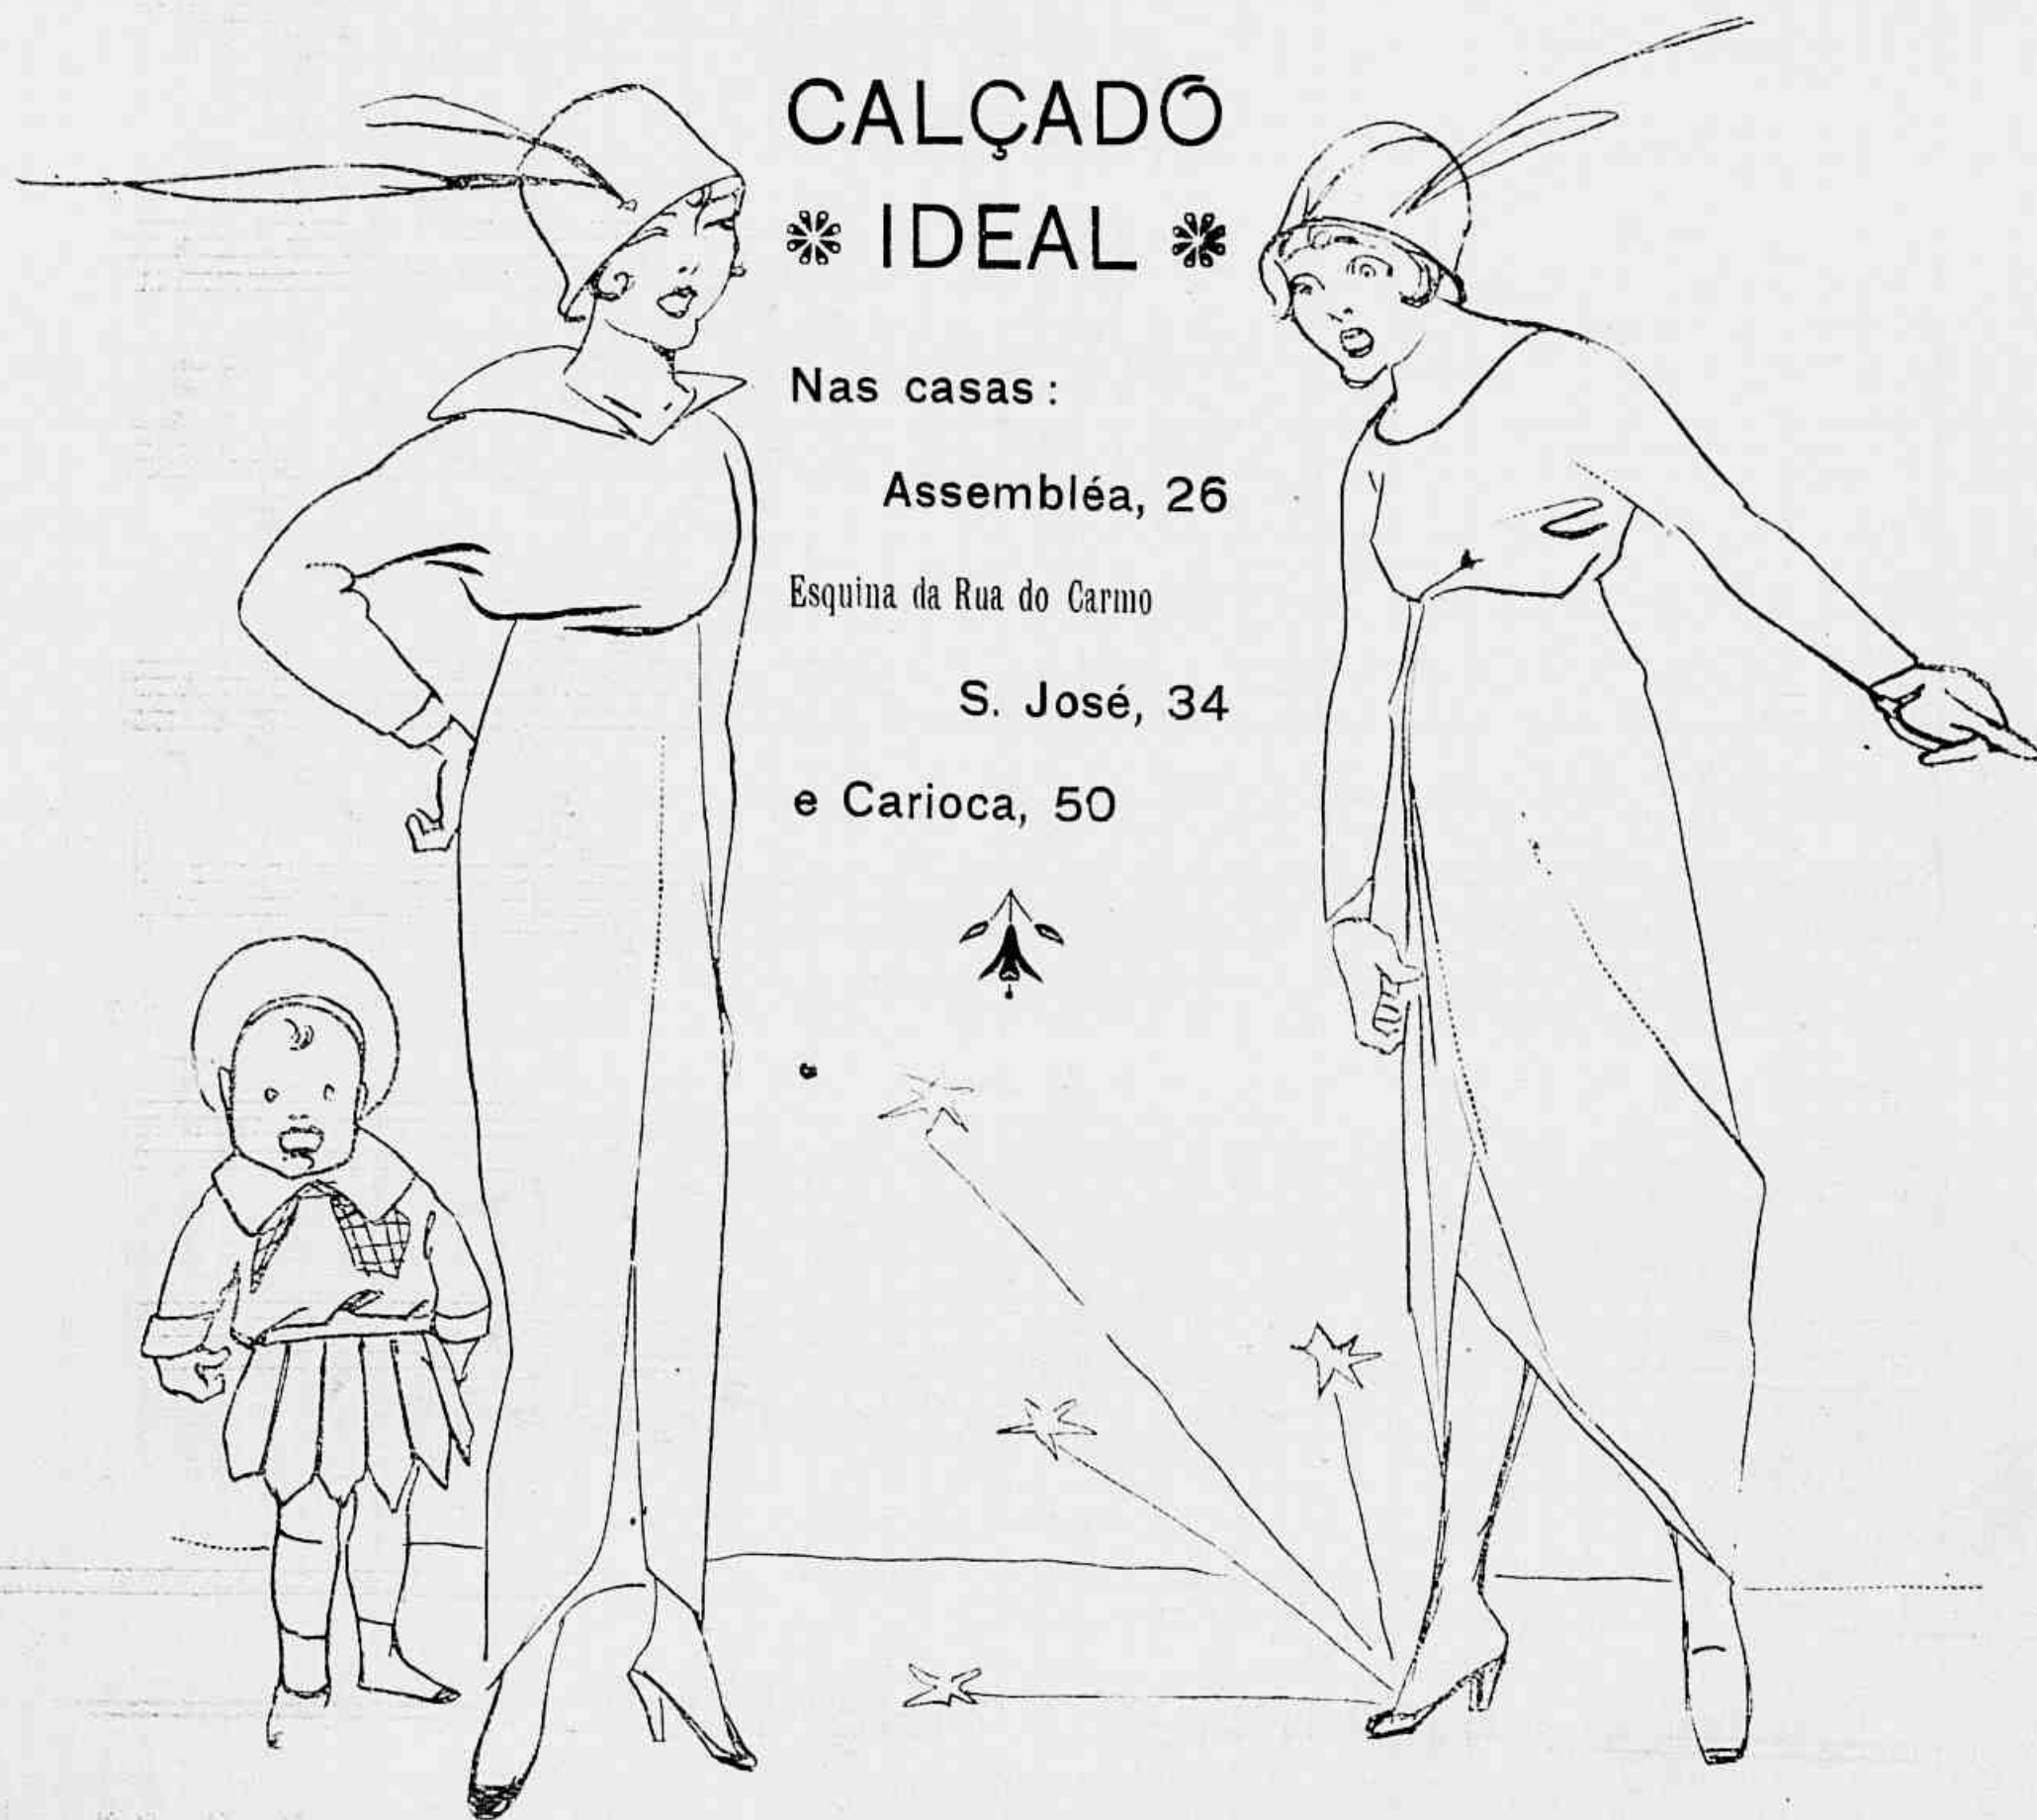 CALÇADO
IDEAL
Nas casas:
Assembléa, 26
Esquina da Rua do Carmo
S. José, 34
e Carioca, 50